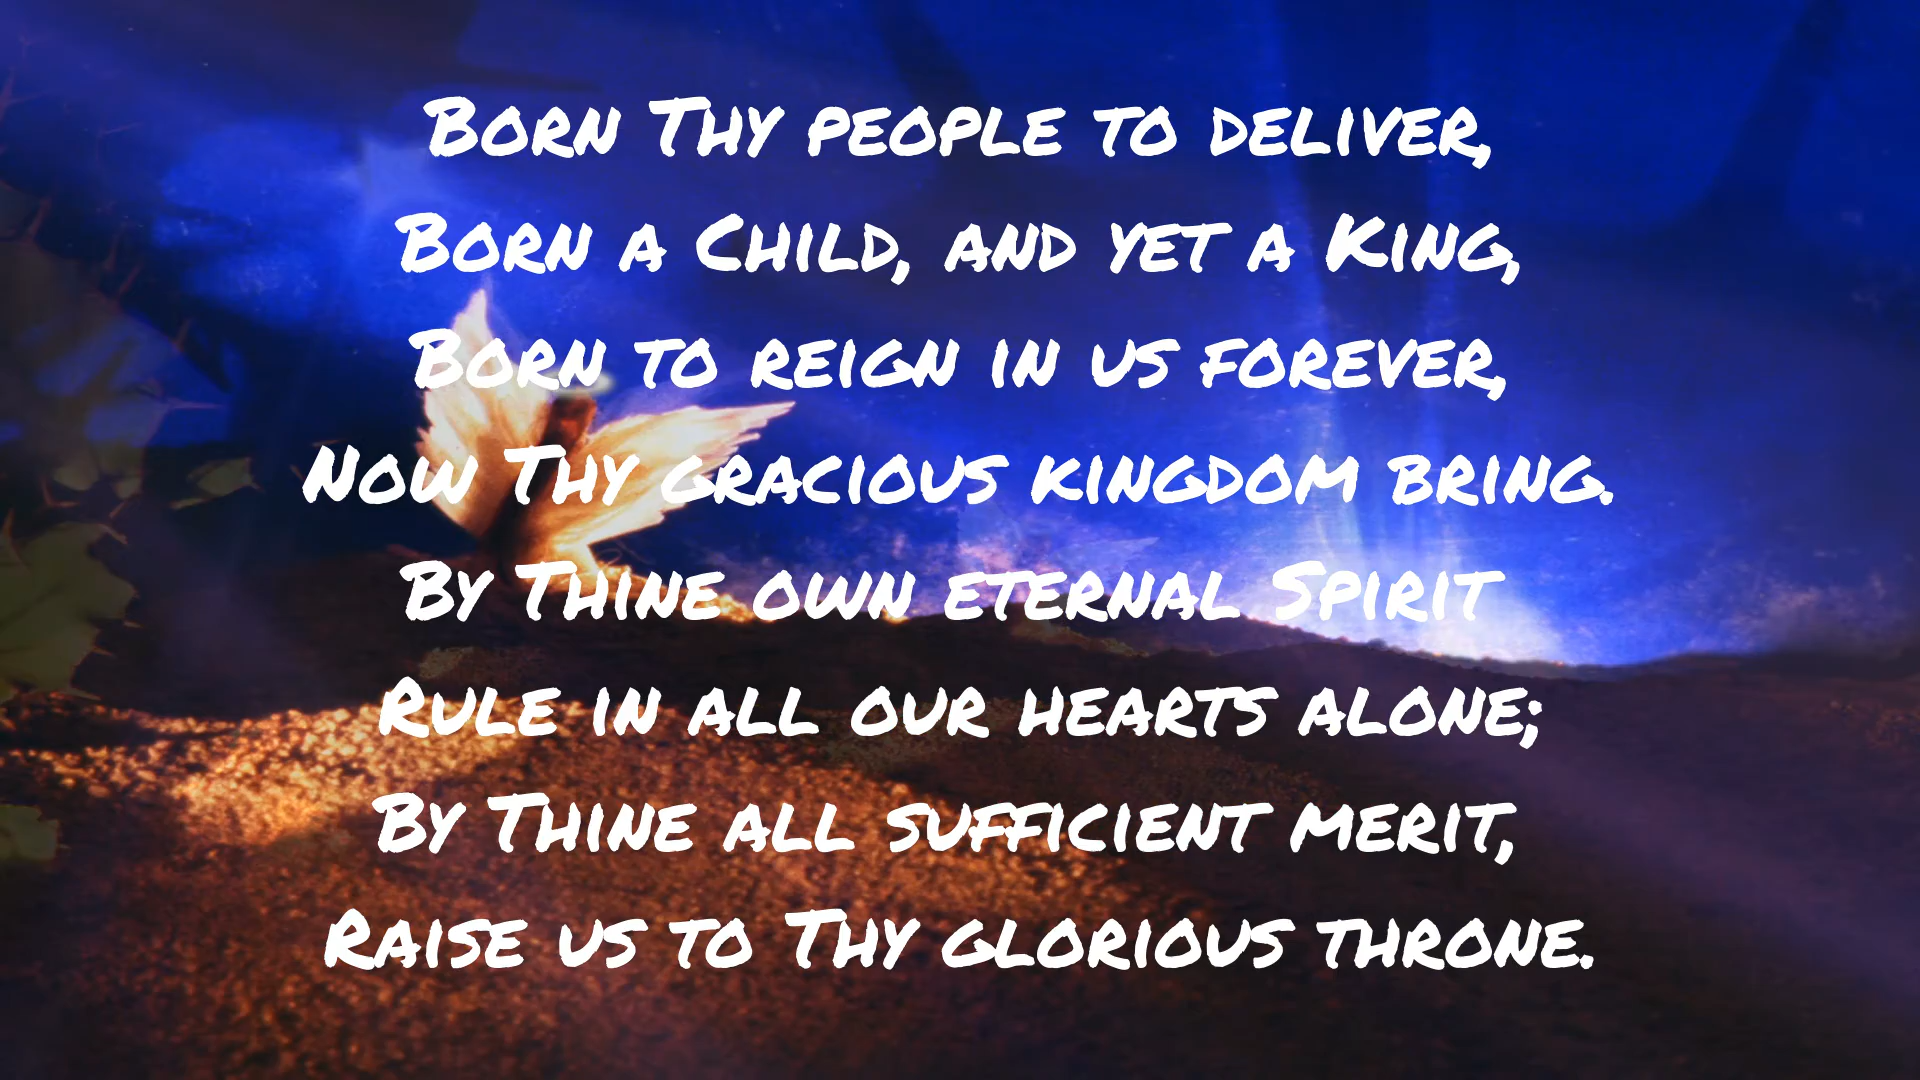 Born Thy people to deliver,
Born a Child, and yet a King,
Born to reign in us forever,
Now Thy gracious kingdom bring.
By Thine own eternal Spirit
Rule in all our hearts alone;
By Thine all sufficient merit,
Raise us to Thy glorious throne.